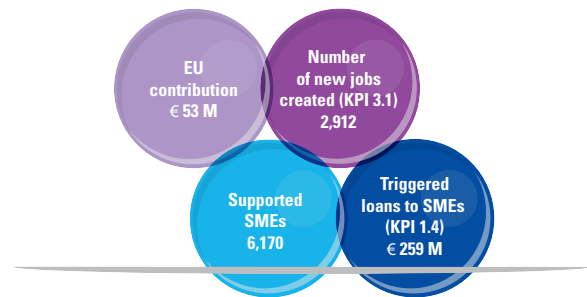 EU
contribution
€ 53 M
Number
of new jobs
created (KPI 3.1)
2,912
Supported
SMEs
6,170
Triggered
loans to SMEs
(KPI 1.4)
€ 259 M